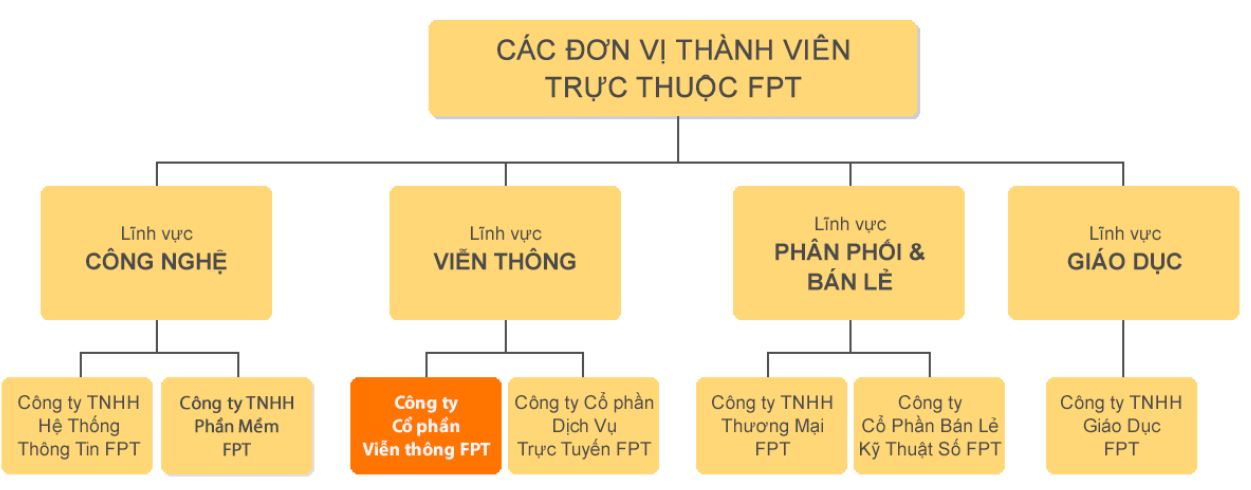 CÁC ĐƠN VỊ THÀNH VIÊN
TRỰC THUỘC FPT
Lĩnh vực
CÔNG NGHỆ
Lĩnh vực
VIỄN THÔNG
Lĩnh vực
PHÂN PHỐI &
BÁN LẺ
Lĩnh vực
GIÁO DỤC
Công ty TNHH
Hệ Thống
Thông Tin FPT
Công ty TNHH
Phần Mềm
FPT
Công ty
Cổ phần
Viễn thông FPT
Công ty Cổ phần
Dịch Vụ
Trực Tuyến FPT
Công ty TNHH
Thương Mại
FPT
Công ty
Cổ Phần Bán Lẻ
Kỹ Thuật Số FPT
Công ty TNHH
Giáo Dục
FPT